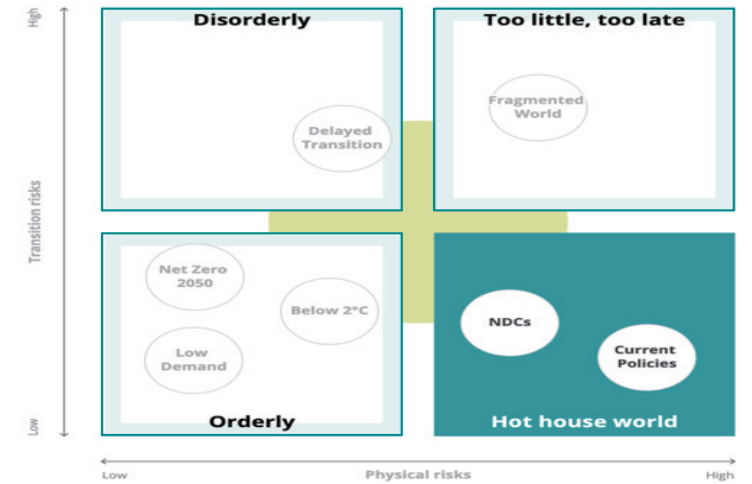 High
Disorderly
Too little, too late
Fragmented
World
Delayed
Transition
Transition risks
Net Zero
2050
Below 2°C
NDCs
Low
Demand
Current
Policies
Orderly
Hot house world
Low
Low
Physical risks
High